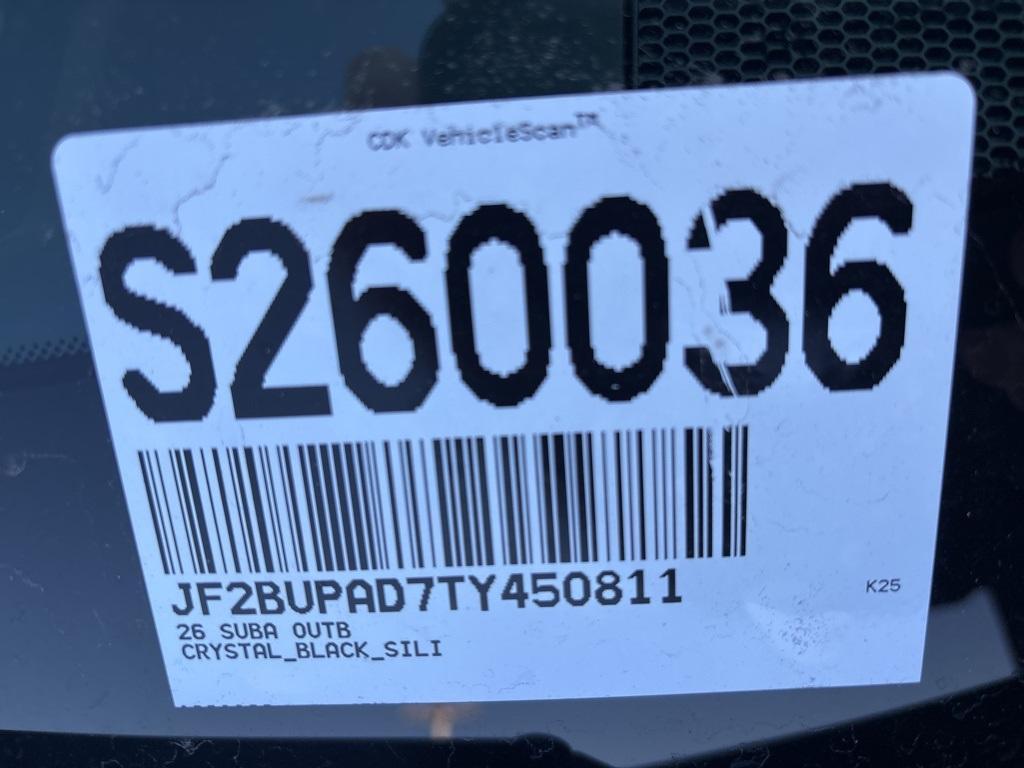 CDK VehicleScan™
S260036
JF2BUPAD7TY450811
K25
26 SUBA OUTB
CRYSTAL_BLACK_SILI